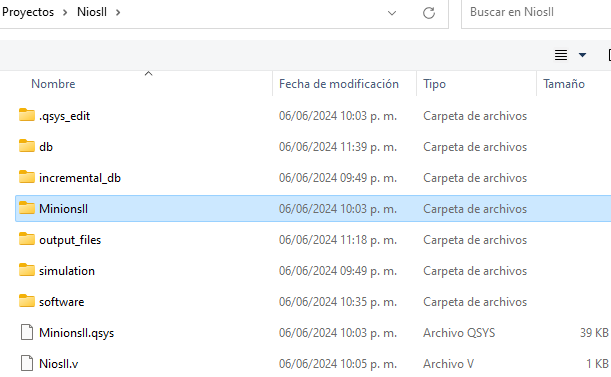 Proyectos > NiosII >
Buscar en NiosII
Nombre Fecha de modificación Tipo Tamaño
.qsys_edit 06/06/2024 10:03 p. m. Carpeta de archivos
db 06/06/2024 11:39 p. m. Carpeta de archivos
incremental_db 06/06/2024 09:49 p. m. Carpeta de archivos
MinionsII 06/06/2024 10:03 p. m. Carpeta de archivos
output_files 06/06/2024 11:18 p. m. Carpeta de archivos
simulation 06/06/2024 09:49 p. m. Carpeta de archivos
software 06/06/2024 10:35 p. m. Carpeta de archivos
MinionsII.qsys 06/06/2024 10:03 p. m. Archivo QSYS 39 KB
NiosII.v 06/06/2024 10:05 p. m. Archivo V 1 KB